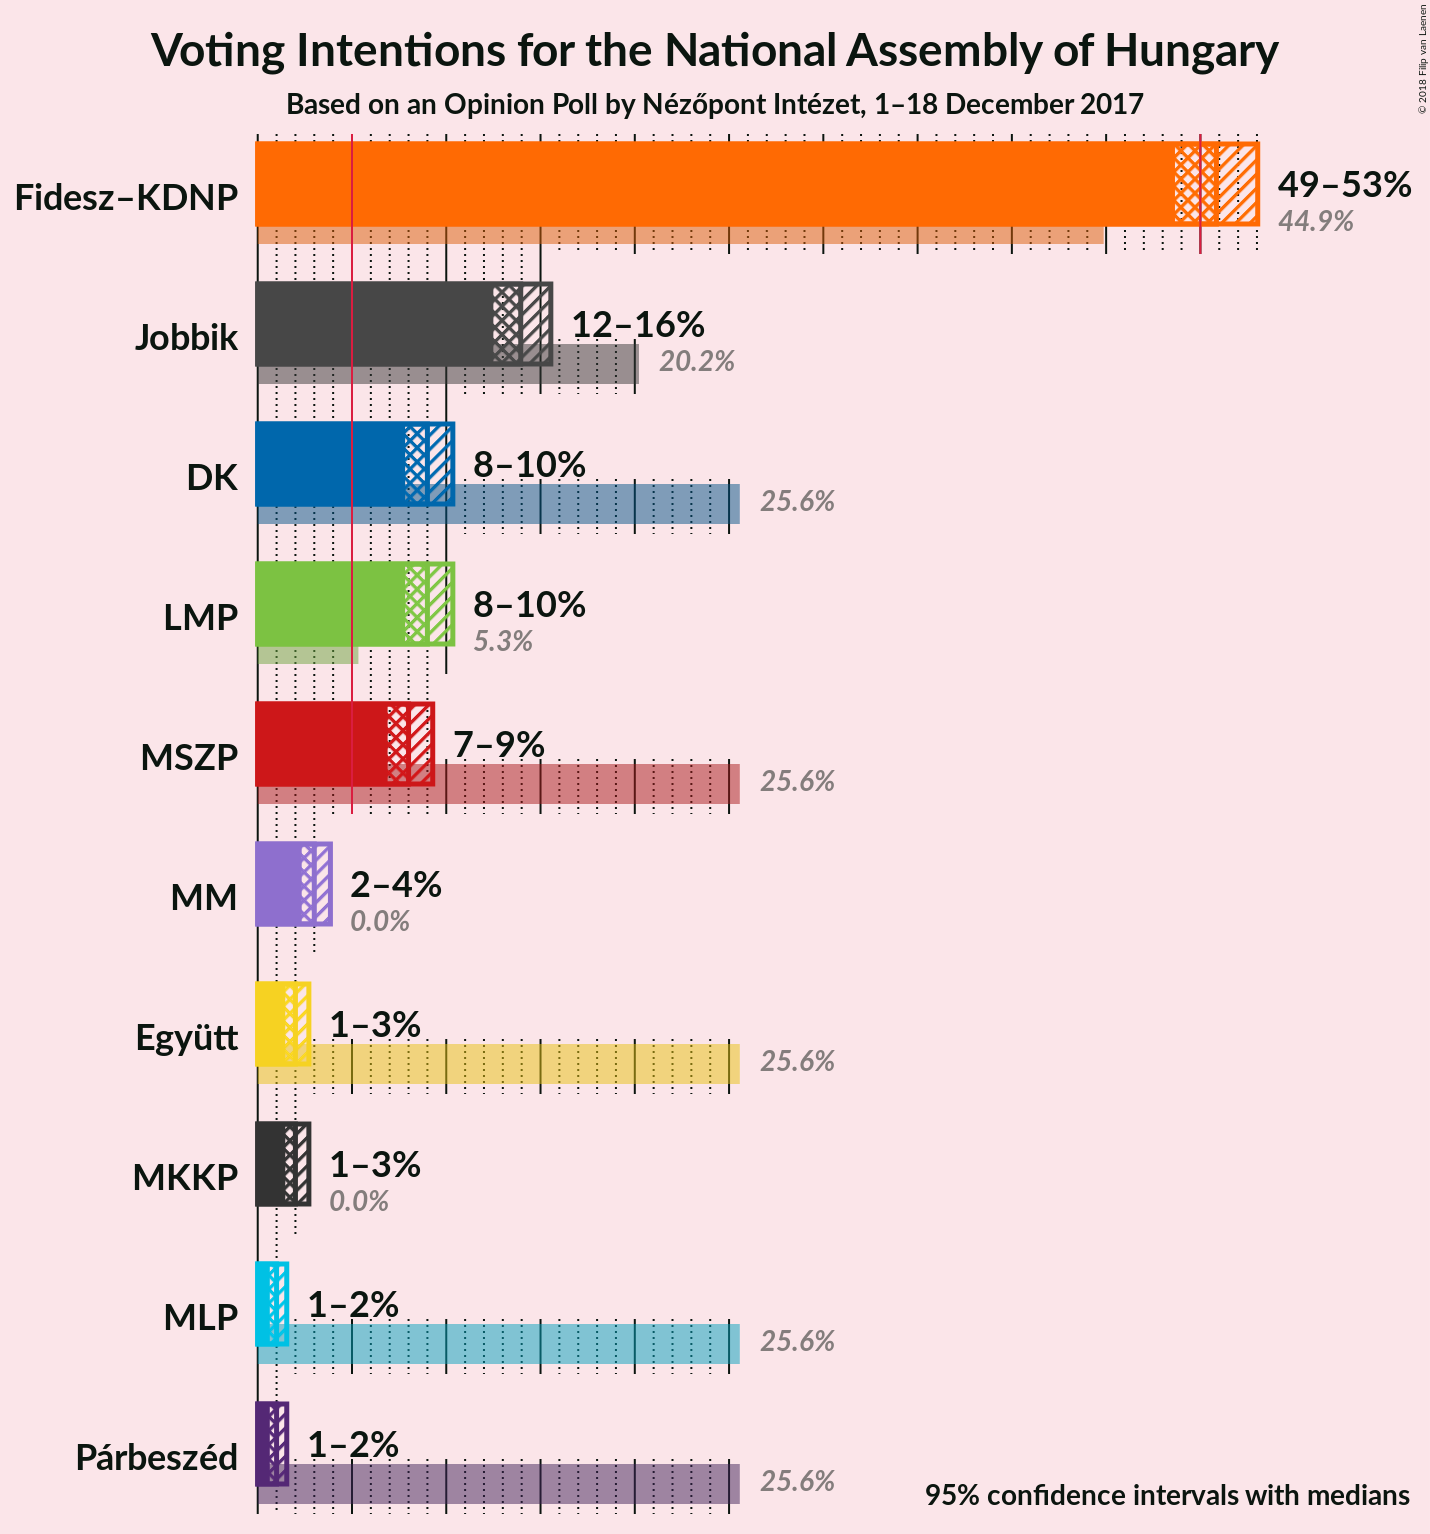 Voting Intentions for the National Assembly of Hungary
Based on an Opinion Poll by Nézőpont Intézet, 1–18 December 2017
© 2018 Filip van Laenen
Fidesz–KDNP
49–53%
44.9%
Jobbik
12–16%
20.2%
DK
8–10%
25.6%
LMP
8–10%
5.3%
MSZP
7–9%
25.6%
MM
2–4%
0.0%
Együtt
1–3%
25.6%
MKKP
1–3%
0.0%
MLP
1–2%
25.6%
Párbeszéd
1–2%
25.6%
95% confidence intervals with medians